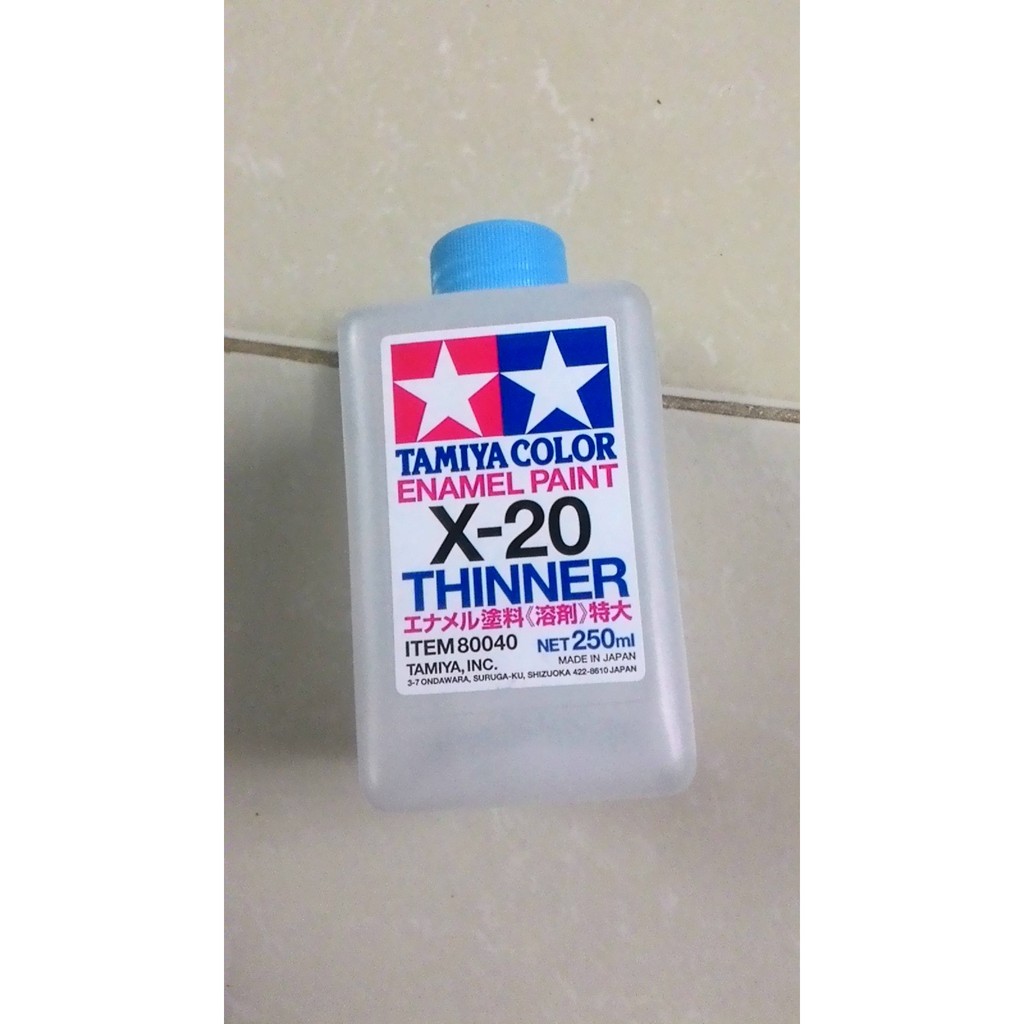 TAMIYA COLOR
ENAMEL PAINT
X-20
THINNER
エナメル塗料《溶剤》特大
ITEM 80040 NET 250ml
TAMIYA, INC. MADE IN JAPAN
3-7 ONDAWARA, SURUGA-KU, SHIZUOKA 422-8610 JAPAN